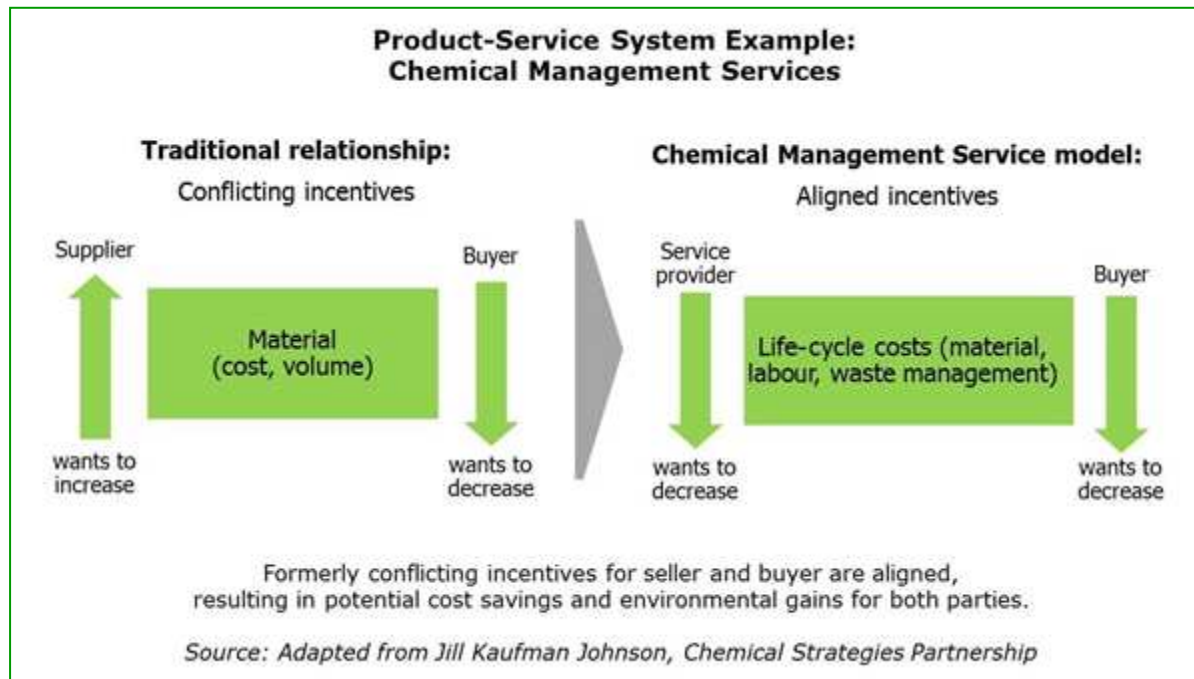 Product-Service System Example:
Chemical Management Services
Traditional relationship:
Conflicting incentives
Supplier
Buyer
Material
(cost, volume)
wants to
increase
wants to
decrease
Chemical Management Service model:
Aligned incentives
Service
provider
Buyer
Life-cycle costs (material,
labour, waste management)
wants to
decrease
wants to
decrease
Formerly conflicting incentives for seller and buyer are aligned,
resulting in potential cost savings and environmental gains for both parties.
Source: Adapted from Jill Kaufman Johnson, Chemical Strategies Partnership